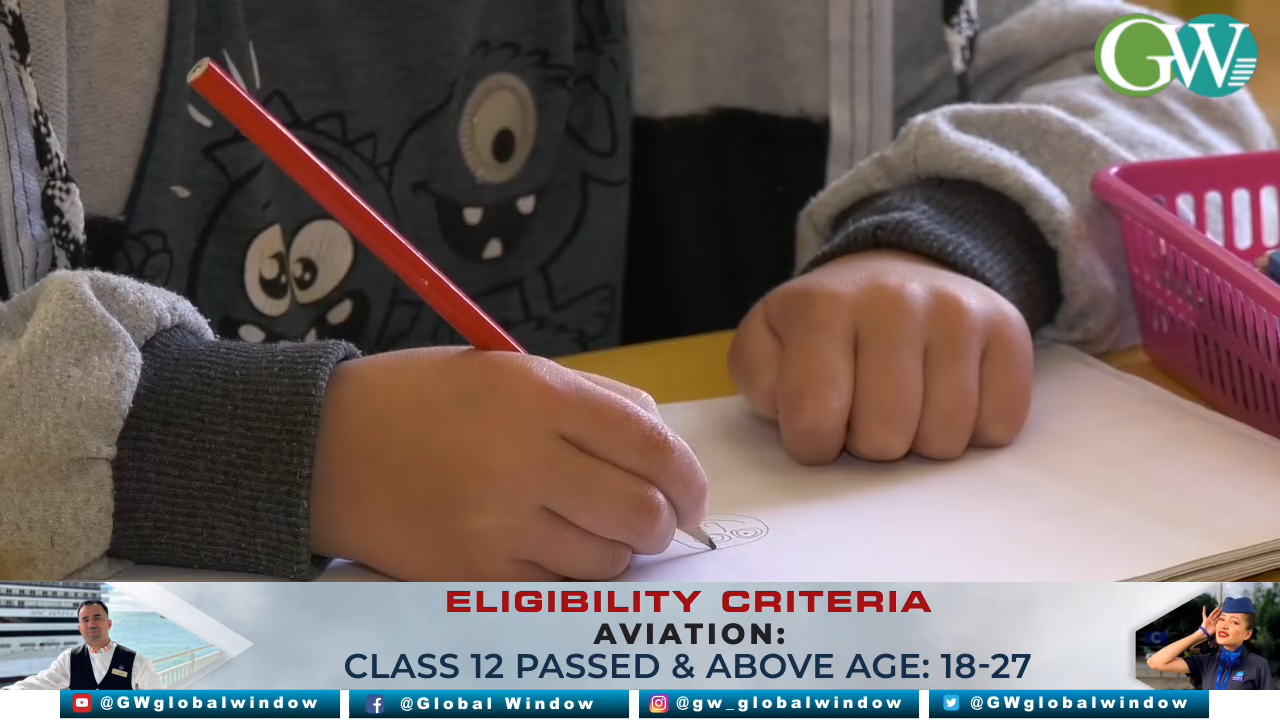 GW
ELIGIBILITY CRITERIA
AVIATION:
CLASS 12 PASSED & ABOVE AGE: 18-27
@GWglobalwindow
@Global Window
@gw_globalwindow
@GWglobalwindow